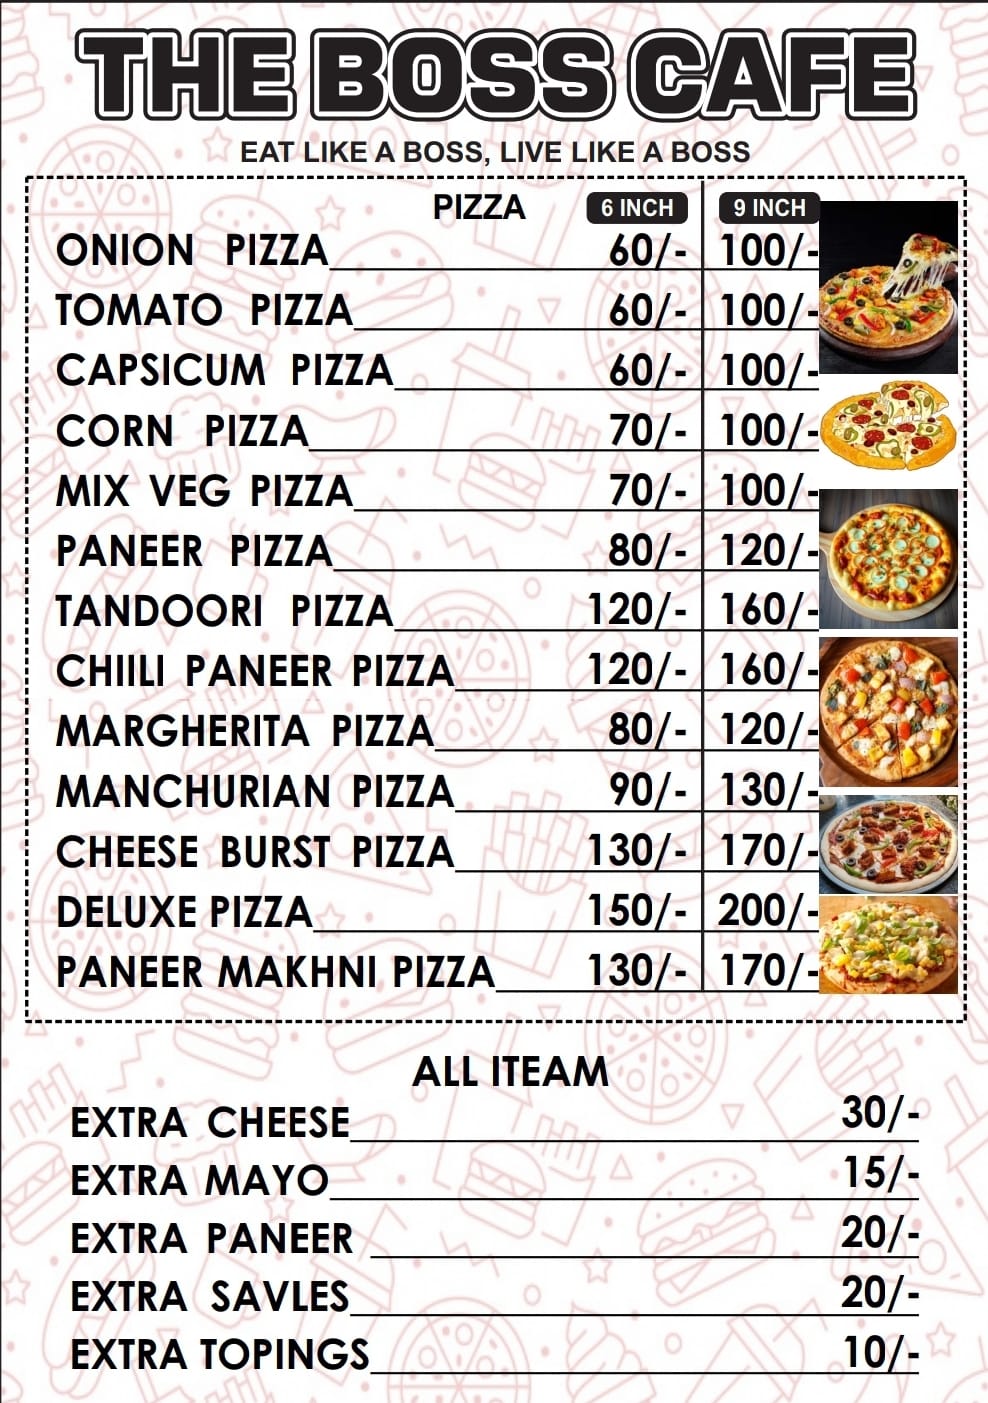 THE BOSS CAFE
EAT LIKE A BOSS, LIVE LIKE A BOSS
PIZZA 6 INCH 9 INCH
ONION PIZZA 60/- 100/-
TOMATO PIZZA 60/- 100/-
CAPSICUM PIZZA 60/- 100/-
CORN PIZZA 70/- 100/-
MIX VEG PIZZA 70/- 100/-
PANEER PIZZA 80/- 120/-
TANDOORI PIZZA 120/- 160/-
CHIILI PANEER PIZZA 120/- 160/-
MARGHERITA PIZZA 80/- 120/-
MANCHURIAN PIZZA 90/- 130/-
CHEESE BURST PIZZA 130/- 170/-
DELUXE PIZZA 150/- 200/-
PANEER MAKHNI PIZZA 130/- 170/-
ALL ITEAM
EXTRA CHEESE 30/-
EXTRA MAYO 15/-
EXTRA PANEER 20/-
EXTRA SAVLES 20/-
EXTRA TOPINGS 10/-